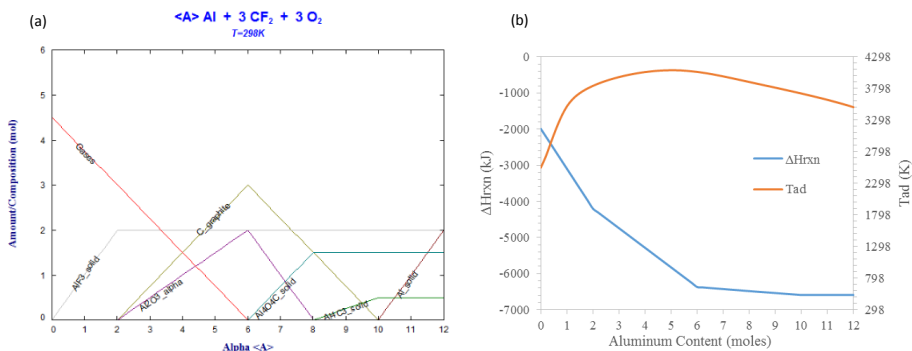 (a)
<A> Al + 3 CF2 + 3 O2
T=298K
Amount/Composition (mol)
6
5
4
3
2
1
0
Gases
AlF3_solid
Al2O3_alpha
C_graphite
Al4O4C_solid
Al4C3_solid
Al_solid
0 1 2 3 4 5 6 7 8 9 10 11 12
Alpha <A>
(b)
ΔHrxn (kJ)
0
-1000
-2000
-3000
-4000
-5000
-6000
-7000
ΔHrxn
Tad
4298
3798
3298
2798
2298
1798
1298
798
298
Tad (K)
0 1 2 3 4 5 6 7 8 9 10 11 12
Aluminum Content (moles)